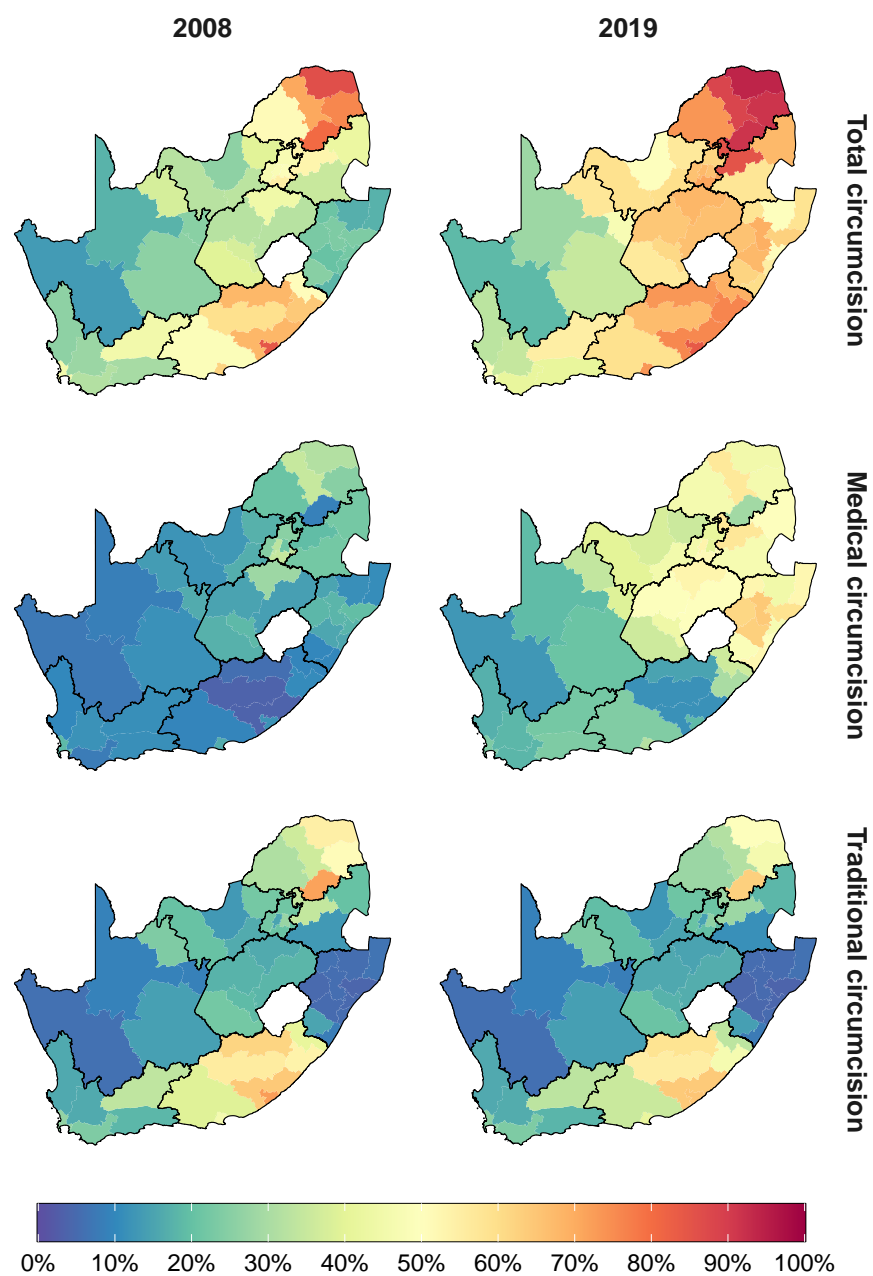 2008 2019
Total circumcision
Medical circumcision
Traditional circumcision
0% 10% 20% 30% 40% 50% 60% 70% 80% 90% 100%